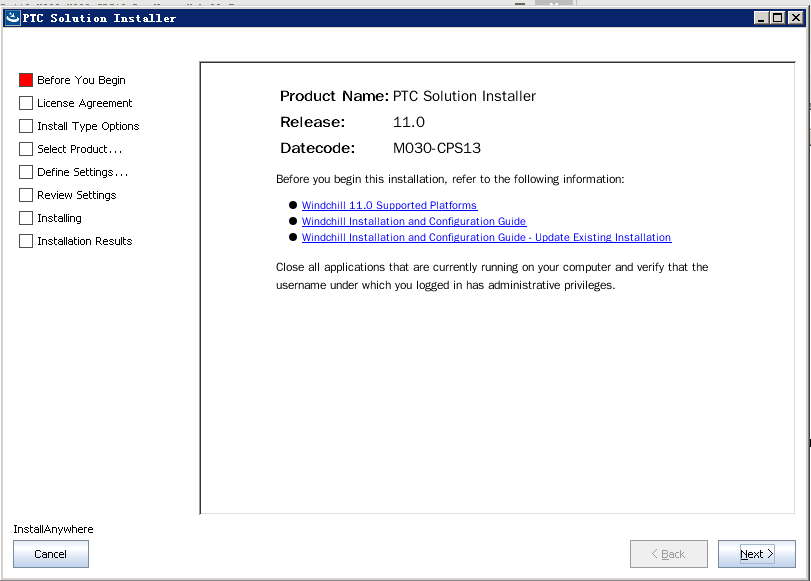 PTC Solution Installer
Before You Begin
License Agreement
Install Type Options
Select Product...
Define Settings...
Review Settings
Installing
Installation Results
Product Name: PTC Solution Installer
Release: 11.0
Datecode: M030-CPS13
Before you begin this installation, refer to the following information:
● Windchill 11.0 Supported Platforms
● Windchill Installation and Configuration Guide
● Windchill Installation and Configuration Guide - Update Existing Installation
Close all applications that are currently running on your computer and verify that the
username under which you logged in has administrative privileges.
InstallAnywhere
Cancel
< Back
Next >